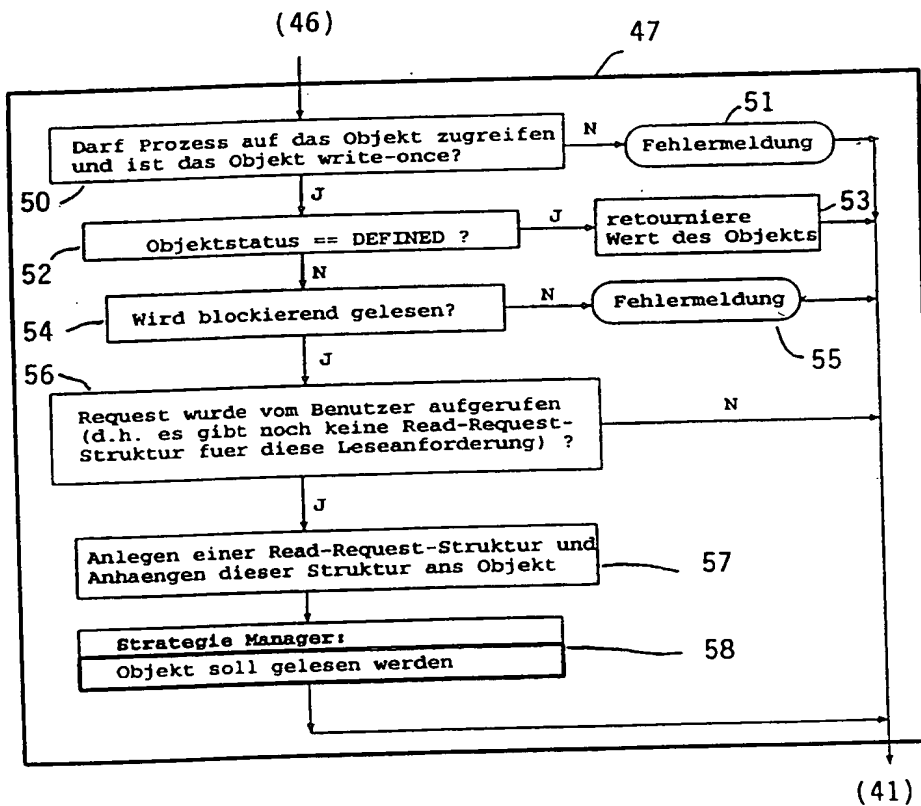 (46)
47
Darf Prozess auf das Objekt zugreifen
und ist das Objekt write-once?
N
51
Fehlermeldung
50
J
Objektstatus == DEFINED ?
J
53
retourniere
Wert des Objekts
52
N
Wird blockierend gelesen?
N
Fehlermeldung
54
55
J
56
Request wurde vom Benutzer aufgerufen
(d.h. es gibt noch keine Read-Request-
Struktur fuer diese Leseanforderung) ?
N
J
Anlegen einer Read-Request-Struktur und
Anhaengen dieser Struktur ans Objekt
57
Strategie Manager:
Objekt soll gelesen werden
58
(41)